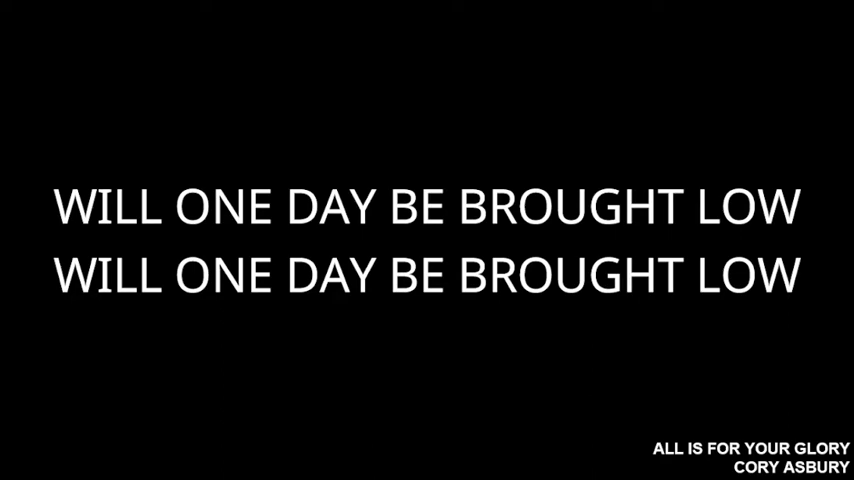 WILL ONE DAY BE BROUGHT LOW
WILL ONE DAY BE BROUGHT LOW
ALL IS FOR YOUR GLORY
CORY ASBURY